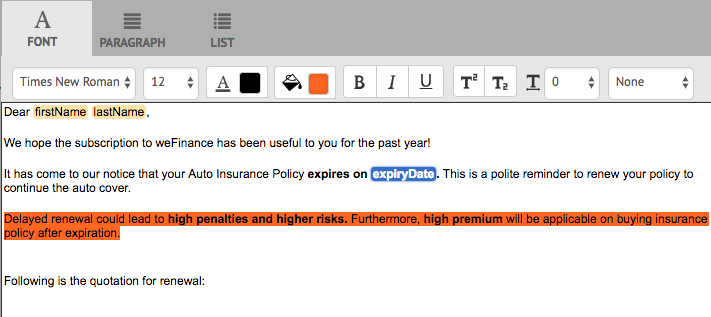 A
FONT PARAGRAPH LIST
Times New Roman 12 A B I U T² T₂ T 0 None
Dear firstName lastName,
We hope the subscription to weFinance has been useful to you for the past year!
It has come to our notice that your Auto Insurance Policy expires on expiryDate. This is a polite reminder to renew your policy to
continue the auto cover.
Delayed renewal could lead to high penalties and higher risks. Furthermore, high premium will be applicable on buying insurance
policy after expiration.
Following is the quotation for renewal: